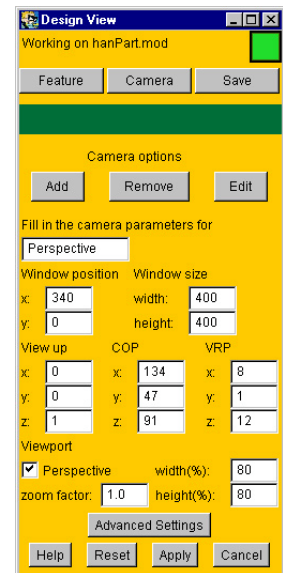 Design View
Working on hanPart.mod
Feature Camera Save
Camera options
Add Remove Edit
Fill in the camera parameters for
Perspective
Window position Window size
x: 340 width: 400
y: 0 height: 400
View up COP VRP
x: 0 x: 134 x: 8
y: 0 y: 47 y: 1
z: 1 z: 91 z: 12
Viewport
Perspective width(%): 80
zoom factor: 1.0 height(%): 80
Advanced Settings
Help Reset Apply Cancel